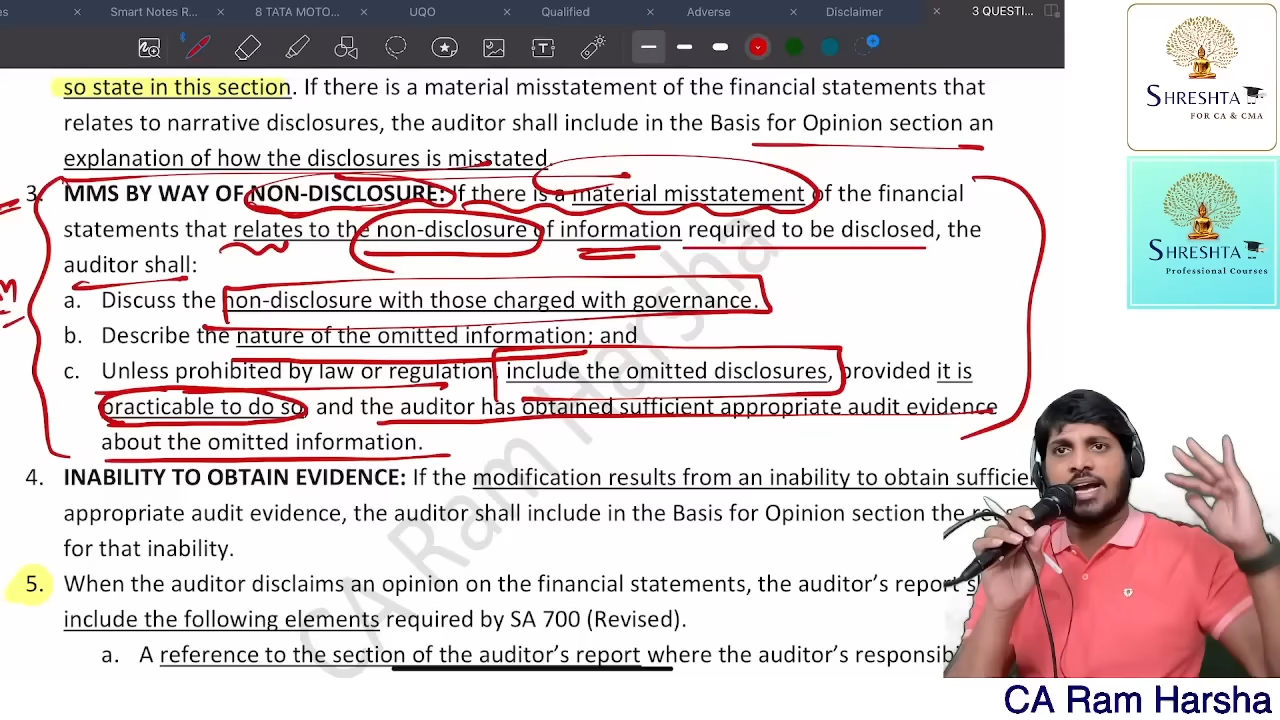 es
Smart Notes R...
8 TATA MOTO...
UQO
Qualified
Adverse
Disclaimer
3 QUESTI...
so state in this section. If there is a material misstatement of the financial statements that
relates to narrative disclosures, the auditor shall include in the Basis for Opinion section an
explanation of how the disclosures is misstated.
3. MMS BY WAY OF NON-DISCLOSURE: If there is a material misstatement of the financial
statements that relates to the non-disclosure of information required to be disclosed, the
auditor shall:
a. Discuss the non-disclosure with those charged with governance.
b. Describe the nature of the omitted information; and
c. Unless prohibited by law or regulation, include the omitted disclosures, provided it is
practicable to do so, and the auditor has obtained sufficient appropriate audit evidence
about the omitted information.
4. INABILITY TO OBTAIN EVIDENCE: If the modification results from an inability to obtain sufficien
appropriate audit evidence, the auditor shall include in the Basis for Opinion section the
for that inability.
5. When the auditor disclaims an opinion on the financial statements, the auditor's report
include the following elements required by SA 700 (Revised).
a. A reference to the section of the auditor's report where the auditor's
CA Ram Harsha
SHRESHTA
FOR CA & CMA
SHRESHTA
Professional Courses
CA Ram Harsha